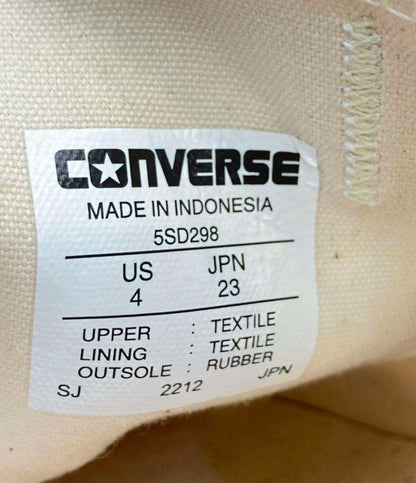 CONVERSE
MADE IN INDONESIA
5SD298
US JPN
4 23
UPPER : TEXTILE
LINING : TEXTILE
OUTSOLE : RUBBER
SJ 2212 JPN